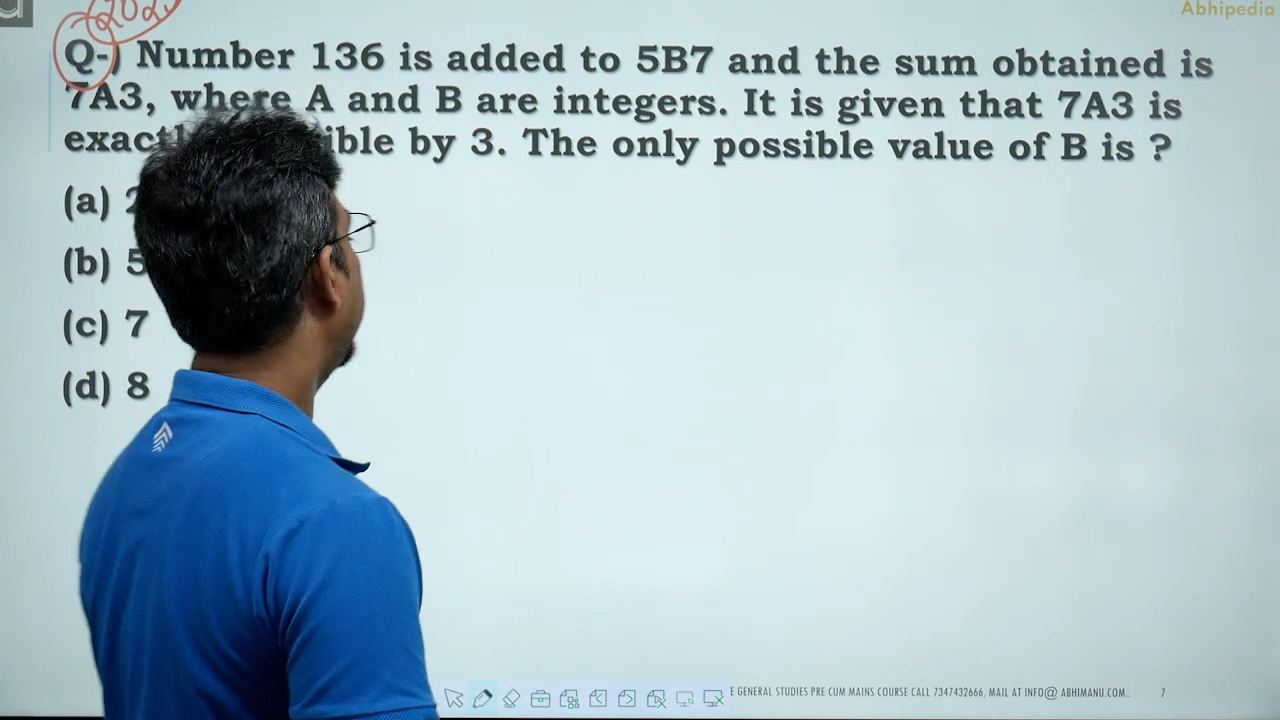 Abhipedia
Q-) Number 136 is added to 5B7 and the sum obtained is
7A3, where A and B are integers. It is given that 7A3 is
by 3. The only possible value of B is ?
(a)
(b) 5
(c) 7
(d) 8
E GENERAL STUDIES PRE CUM MAINS COURSE CALL 7347432666, MAIL AT INFO@ ABHIMANU.COM..
7